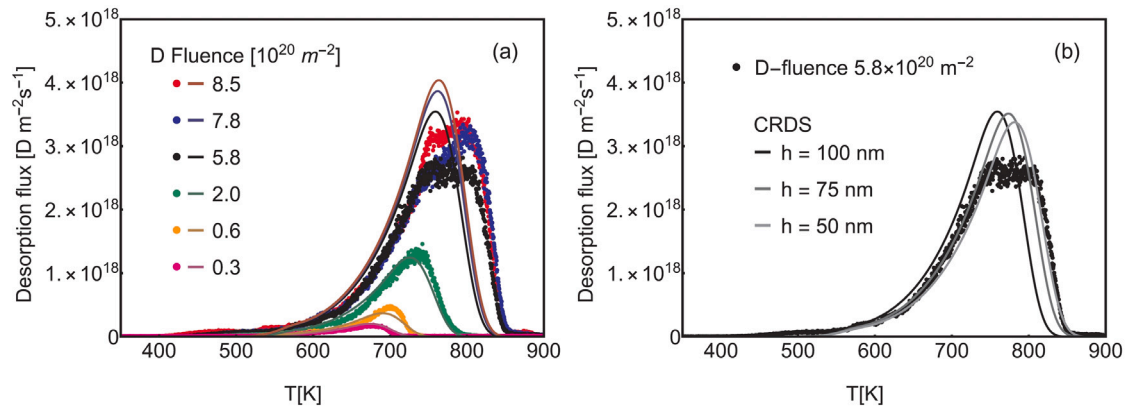 5. × 10^18
4. × 10^18
3. × 10^18
2. × 10^18
1. × 10^18
0
Desorption flux [D m^−2s^−1]
(a)
D Fluence [10^20 m^−2]
8.5
7.8
5.8
2.0
0.6
0.3
400 500 600 700 800 900
T[K]
5. × 10^18
4. × 10^18
3. × 10^18
2. × 10^18
1. × 10^18
0
Desorption flux [D m^−2s^−1]
(b)
D−fluence 5.8×10^20 m^−2
CRDS
h = 100 nm
h = 75 nm
h = 50 nm
400 500 600 700 800 900
T[K]